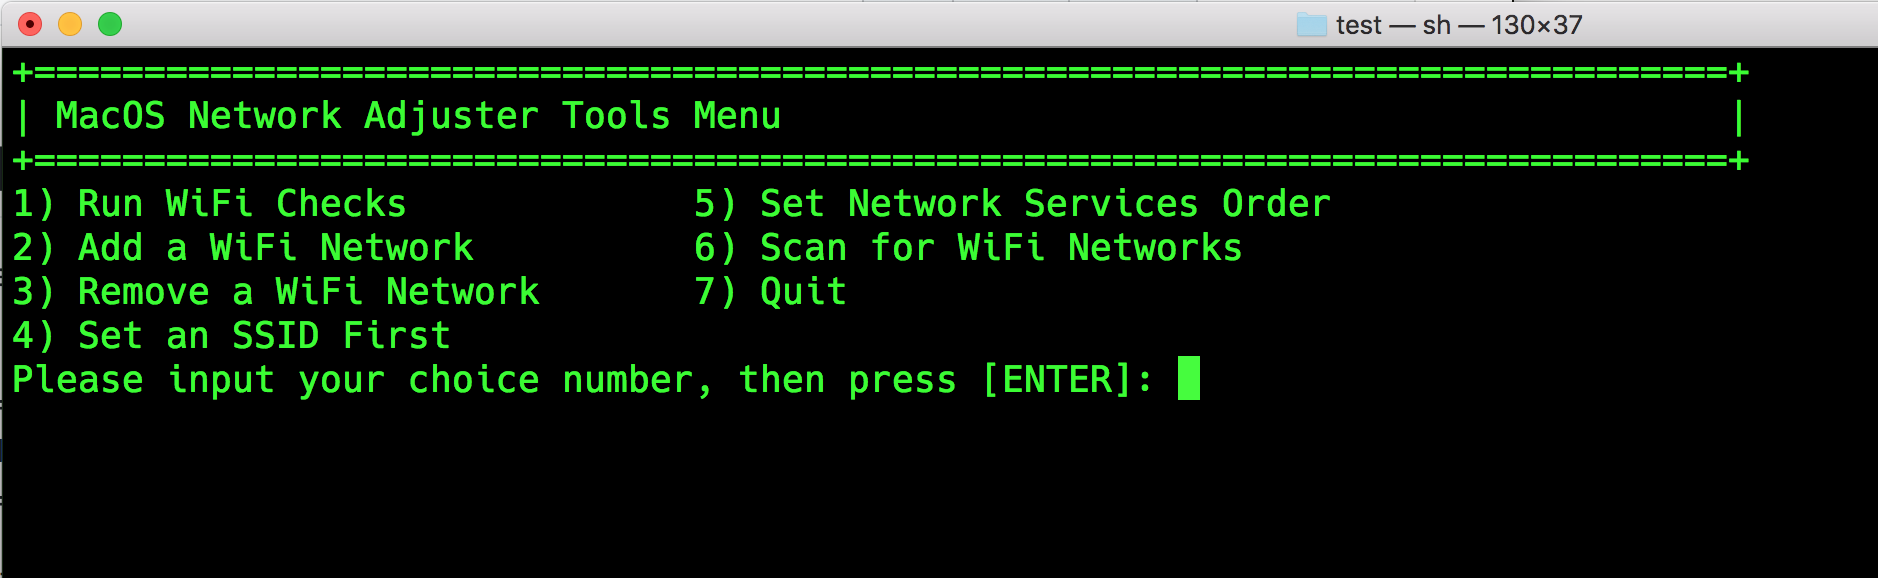 test — sh — 130×37
+=============================================================================+
| MacOS Network Adjuster Tools Menu                                           |
+=============================================================================+
1) Run WiFi Checks             5) Set Network Services Order
2) Add a WiFi Network          6) Scan for WiFi Networks
3) Remove a WiFi Network       7) Quit
4) Set an SSID First
Please input your choice number, then press [ENTER]: